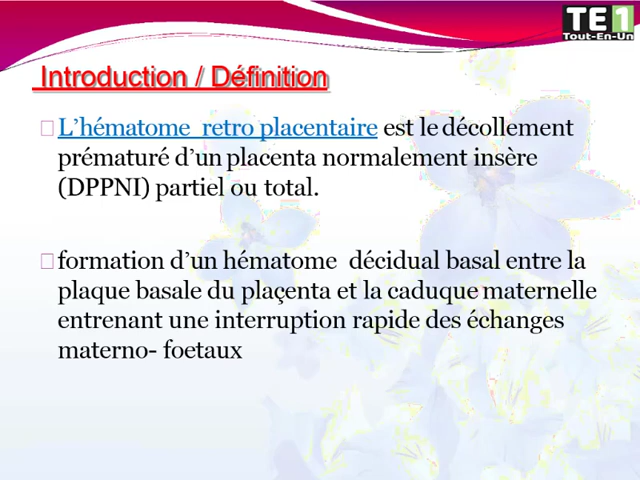 TE1
Tout-En-Un
Introduction / Définition
L’hématome retro placentaire est le décollement
prématuré d’un placenta normalement insère
(DPPNI) partiel ou total.
formation d’un hématome décidual basal entre la
plaque basale du plaçenta et la caduque maternelle
entrenant une interruption rapide des échanges
materno- foetaux